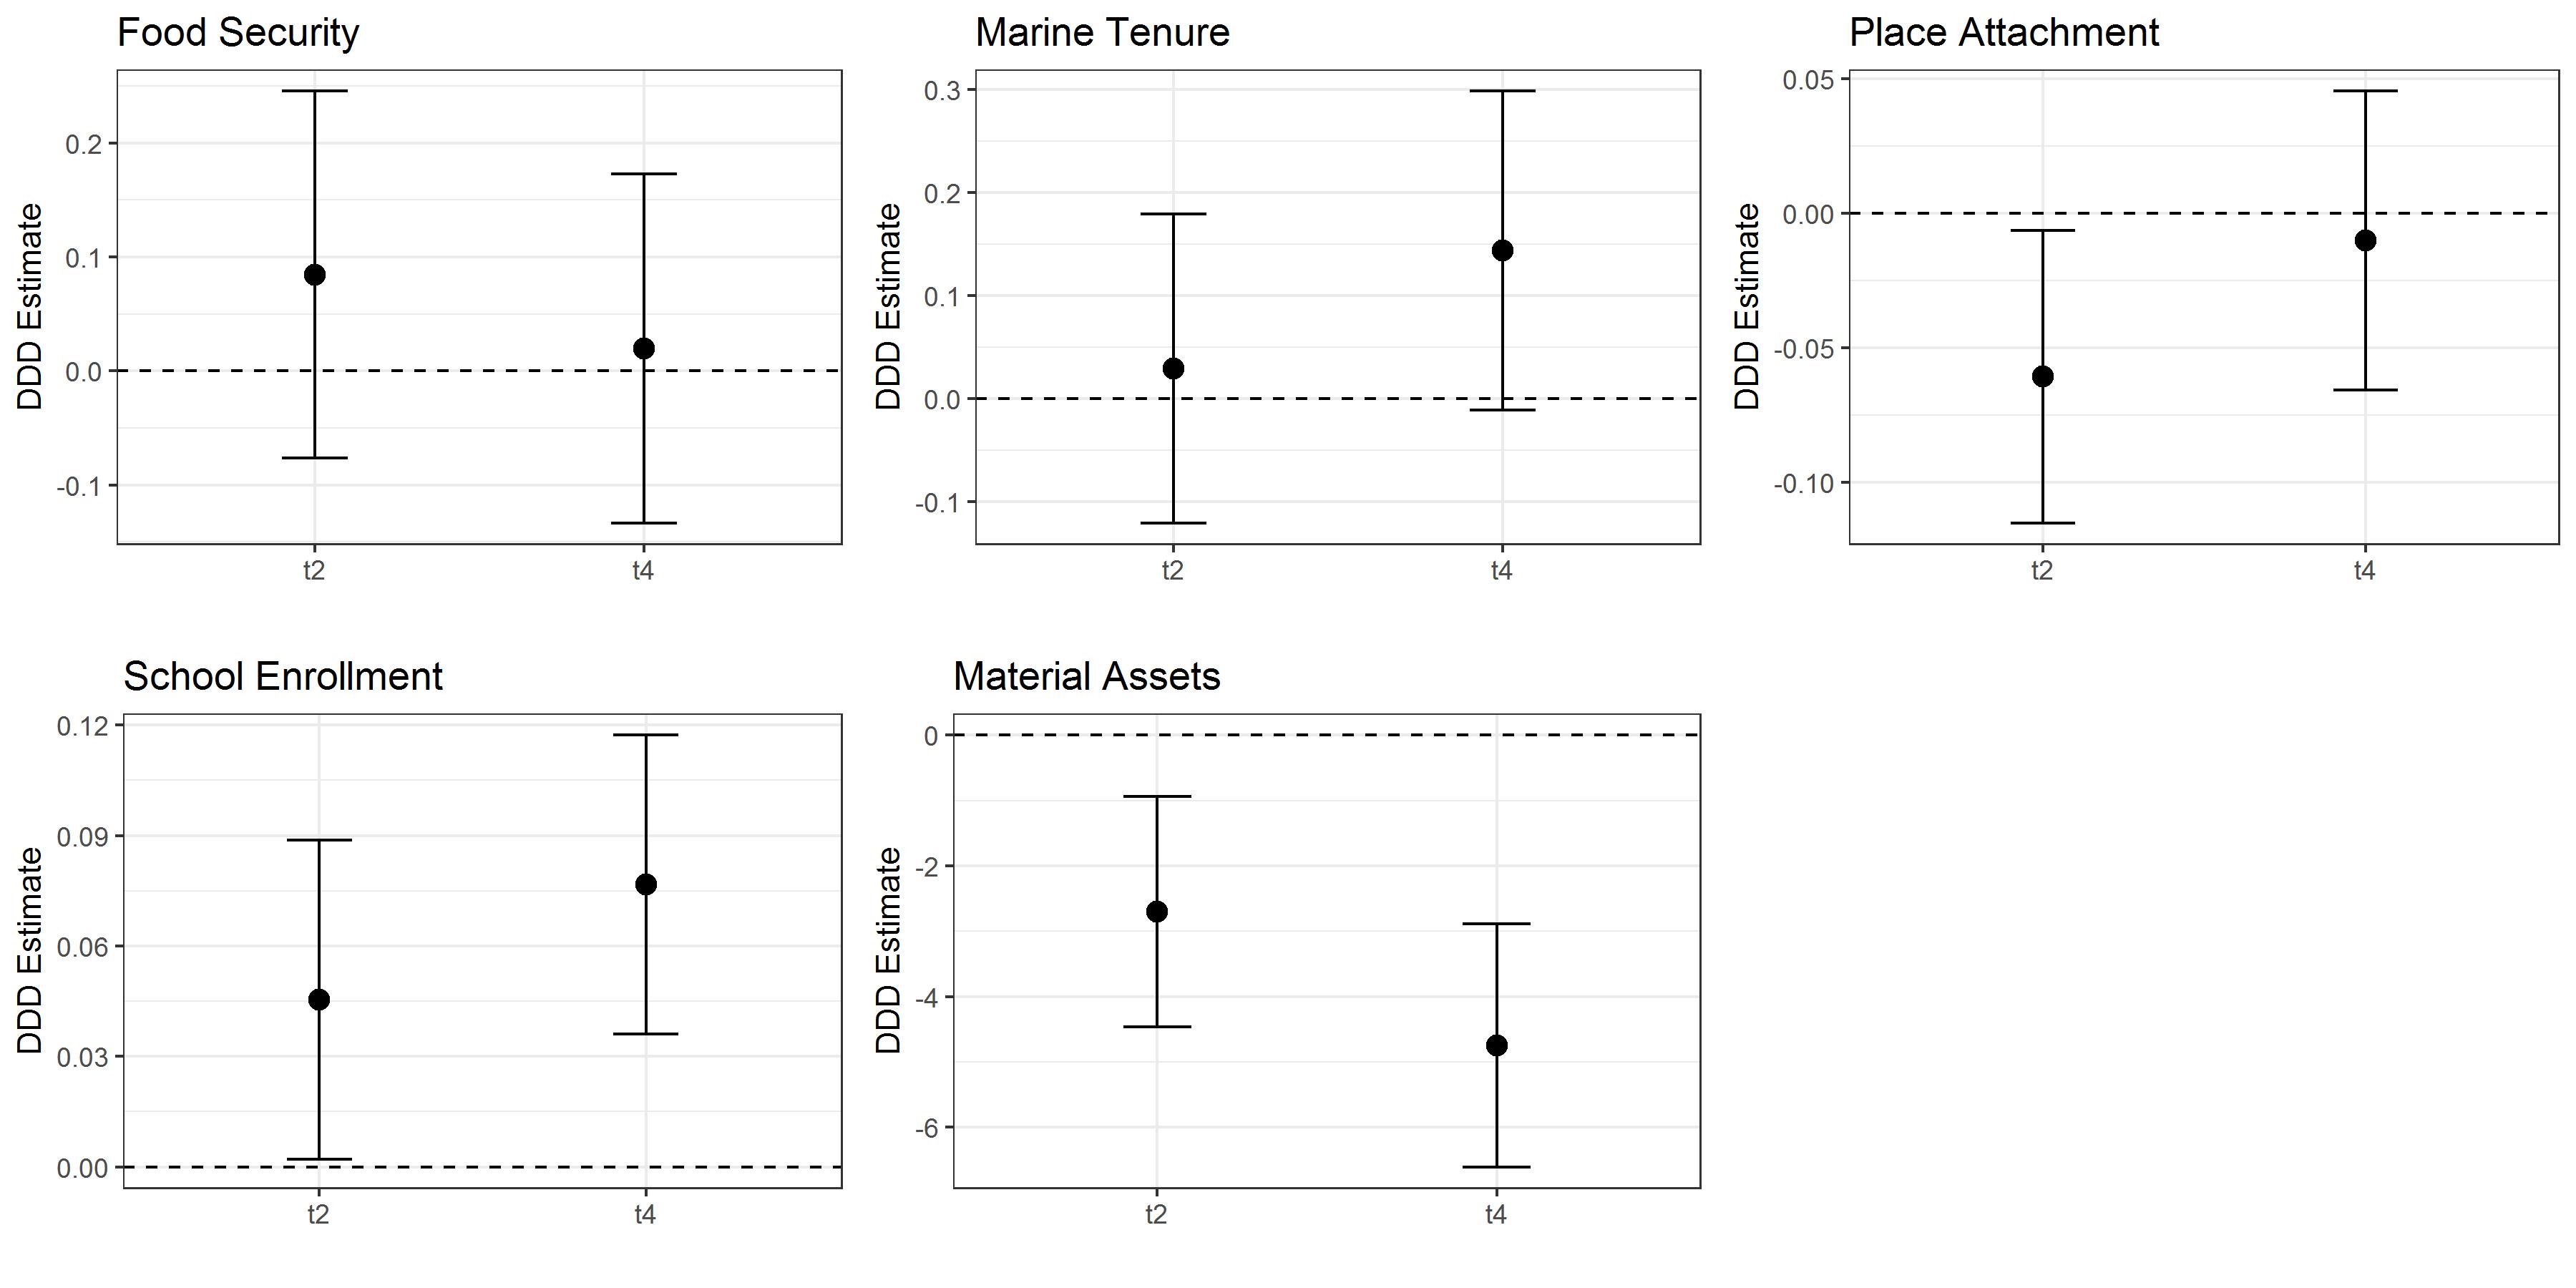 Food Security
DDD Estimate
0.2
0.1
0.0
-0.1
t2 t4
Marine Tenure
DDD Estimate
0.3
0.2
0.1
0.0
-0.1
t2 t4
Place Attachment
DDD Estimate
0.05
0.00
-0.05
-0.10
t2 t4
School Enrollment
DDD Estimate
0.12
0.09
0.06
0.03
0.00
t2 t4
Material Assets
DDD Estimate
0
-2
-4
-6
t2 t4